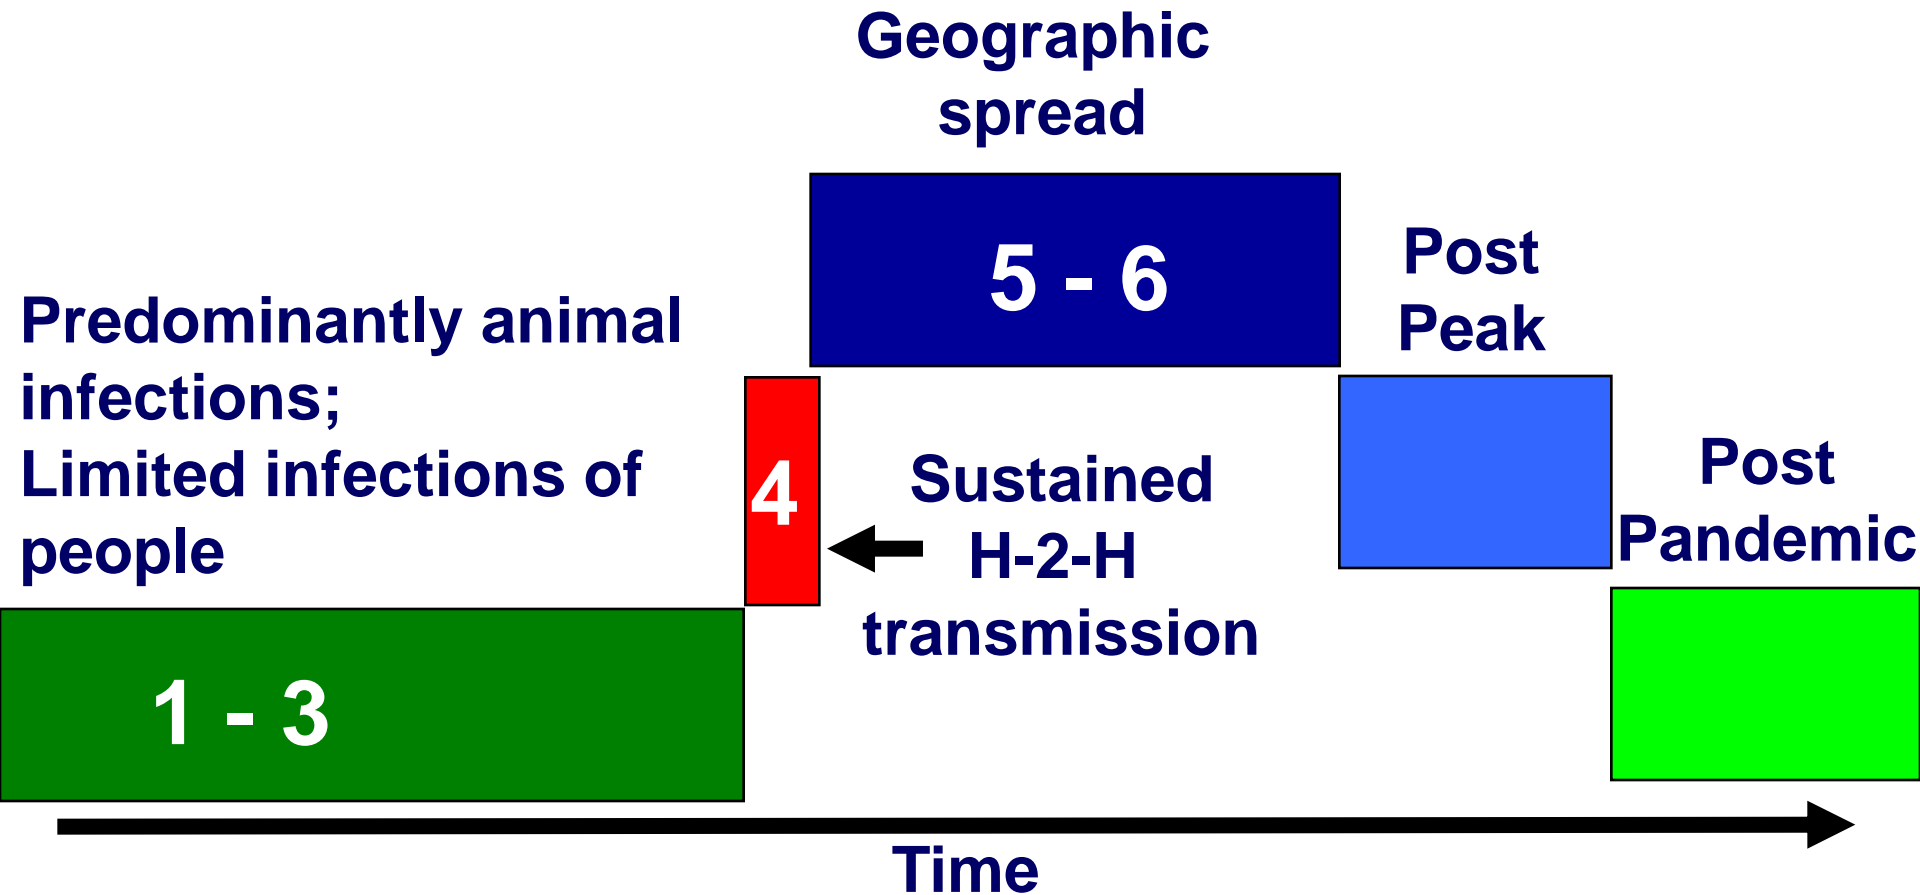 Geographic
spread
5 - 6
Post
Peak
Predominantly animal
infections;
Limited infections of
people
4
Sustained
H-2-H
transmission
Post
Pandemic
1 - 3
Time